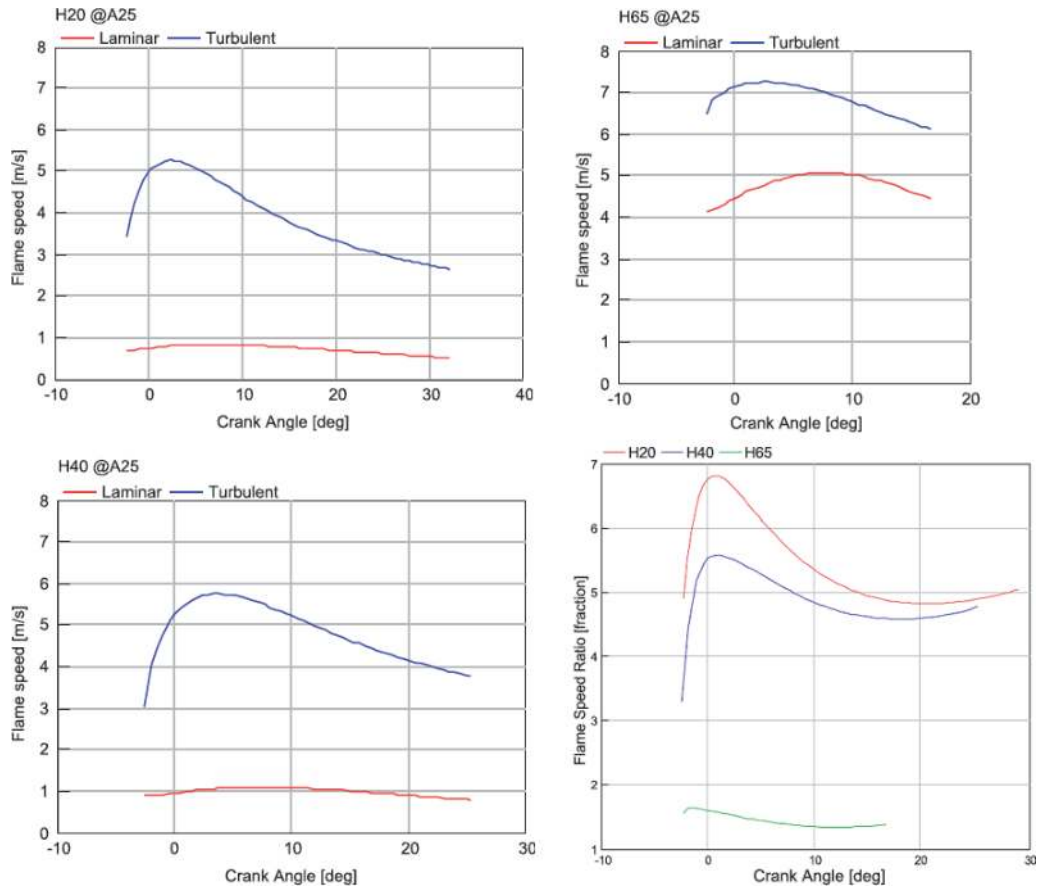 H20 @A25
Laminar Turbulent
8
7
6
5
4
3
2
1
0
Flame speed [m/s]
-10 0 10 20 30 40
Crank Angle [deg]
H65 @A25
Laminar Turbulent
8
7
6
5
4
3
2
1
0
Flame speed [m/s]
-10 0 10 20
Crank Angle [deg]
H40 @A25
Laminar Turbulent
8
7
6
5
4
3
2
1
0
Flame speed [m/s]
-10 0 10 20 30
Crank Angle [deg]
H20 H40 H65
7
6
5
4
3
2
1
Flame Speed Ratio [fraction]
-10 0 10 20 30
Crank Angle [deg]